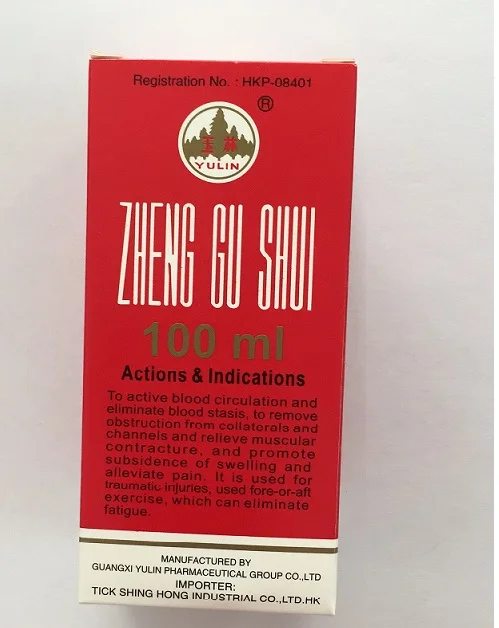 Registration No. : HKP-08401
®
玉林
YULIN
ZHENG GU SHUI
100 ml
Actions & Indications
To active blood circulation and
eliminate blood stasis, to remove
obstruction from collaterals and
channels and relieve muscular
contracture, and promote
subsidence of swelling and
alleviate pain. It is used for
traumatic injuries, used fore-or-aft
exercise, which can eliminate
fatigue.
MANUFACTURED BY
GUANGXI YULIN PHARMACEUTICAL GROUP CO.,LTD
IMPORTER:
TICK SHING HONG INDUSTRIAL CO.,LTD.HK